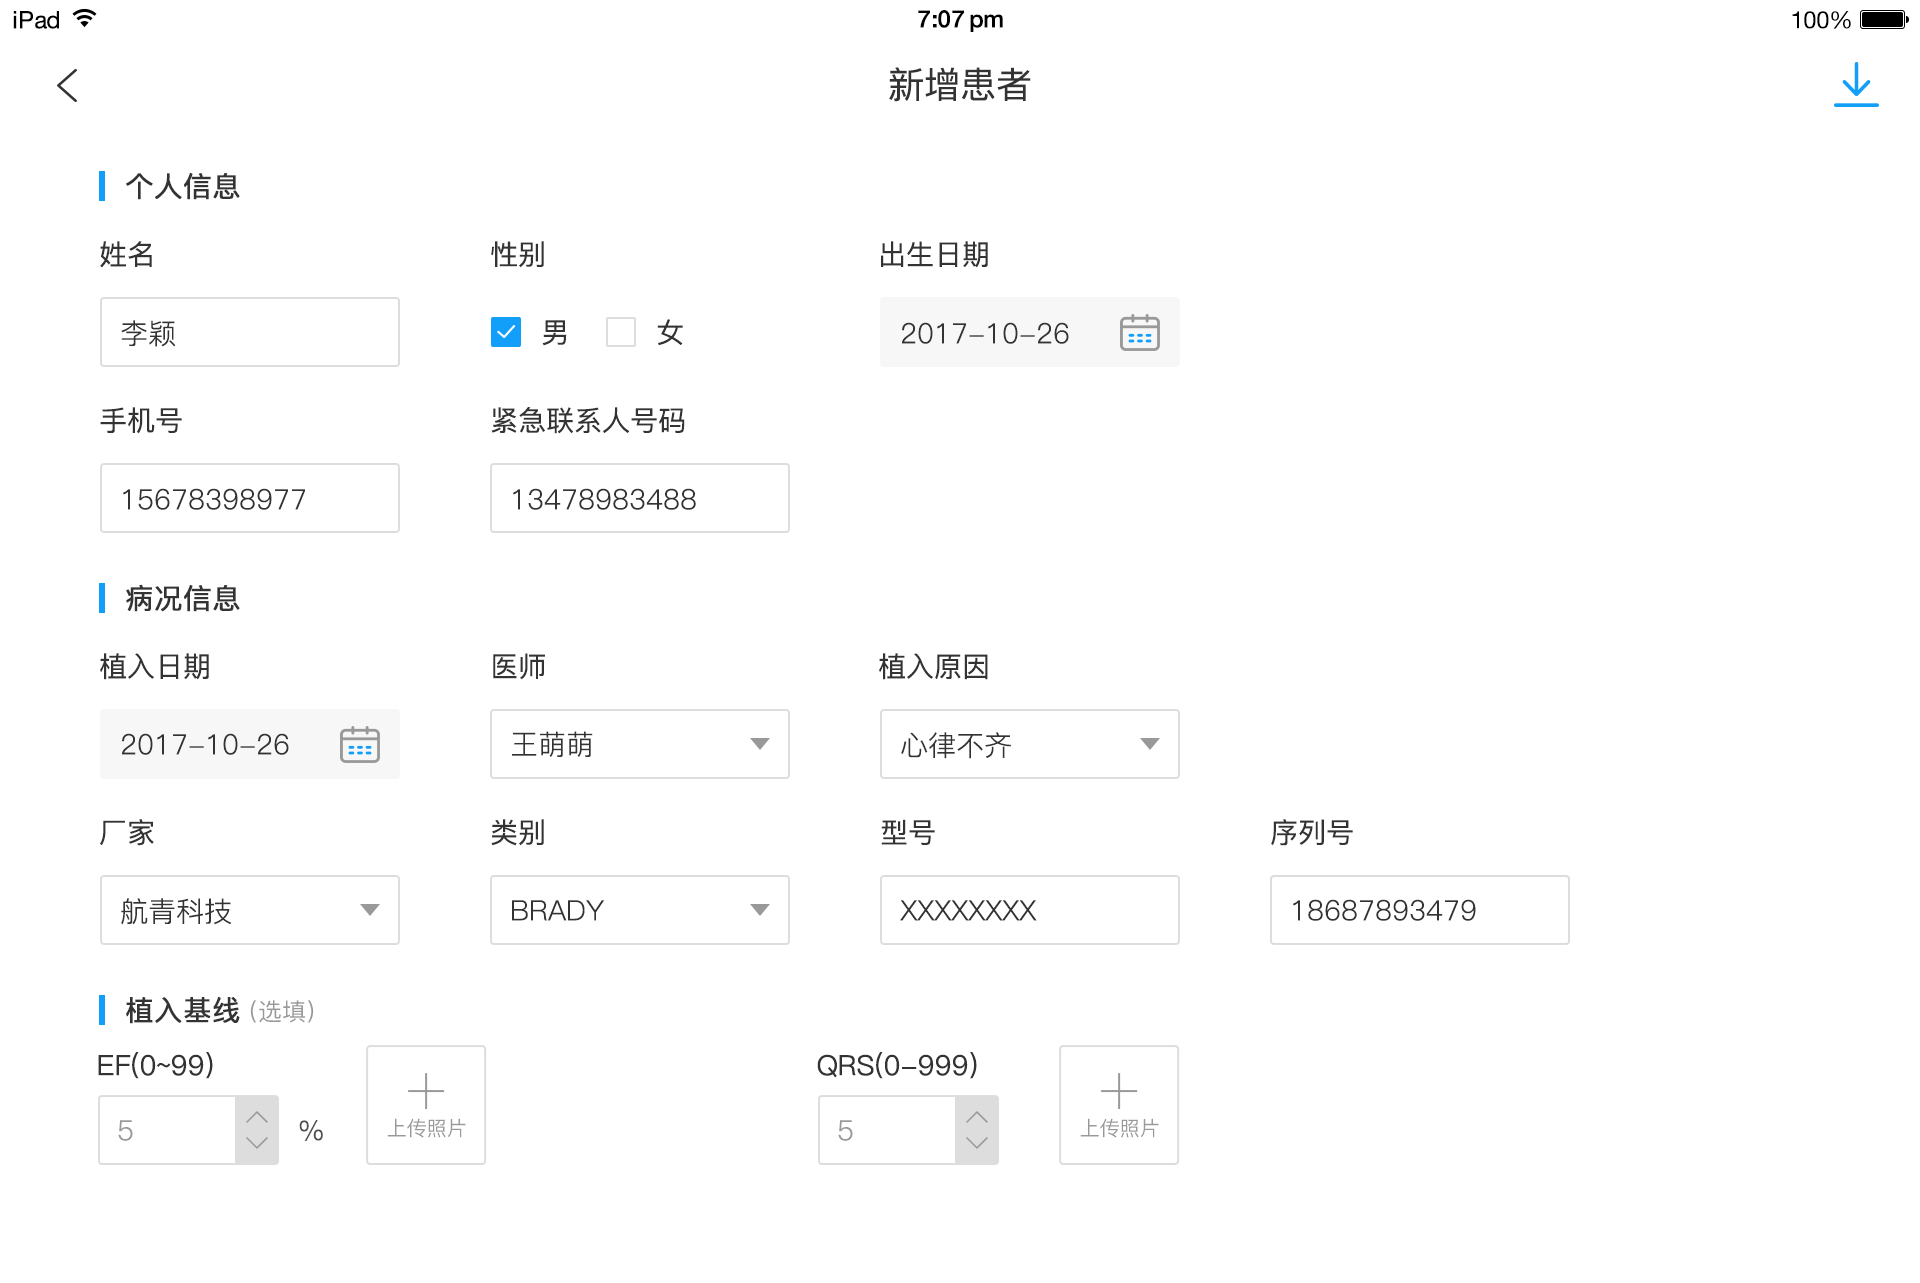 iPad 7:07 pm 100%
新增患者
个人信息
姓名 性别 出生日期
李颖 男 女 2017-10-26
手机号 紧急联系人号码
15678398977 13478983488
病况信息
植入日期 医师 植入原因
2017-10-26 王萌萌 心律不齐
厂家 类别 型号 序列号
航青科技 BRADY XXXXXXXX 18687893479
植入基线 (选填)
EF(0~99) QRS(0-999)
5 % 上传照片 5 上传照片